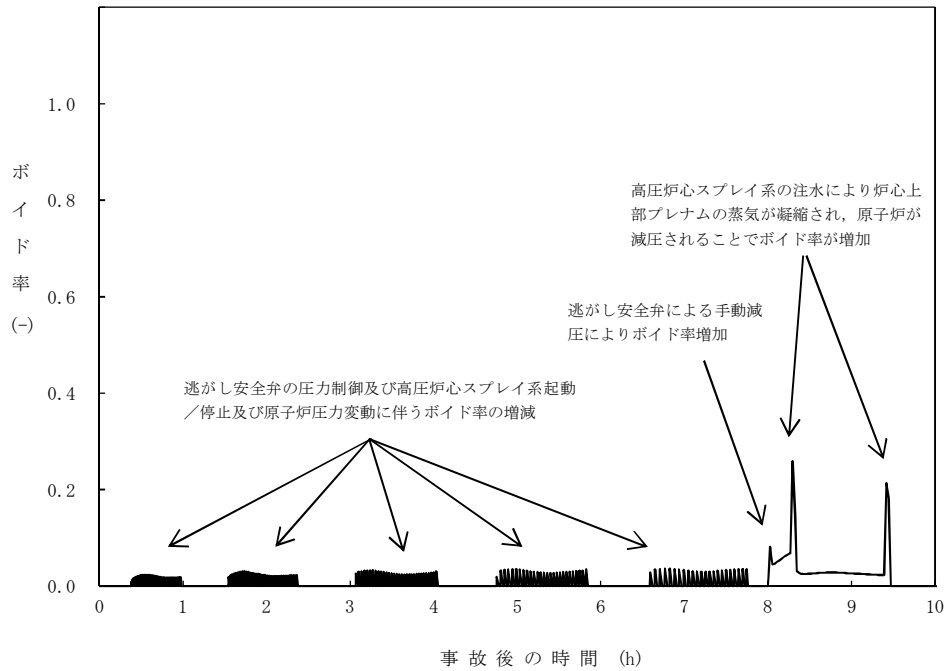 1.0
0.8
0.6
0.4
0.2
0.0
ボイド率
(-)
高圧炉心スプレイ系の注水により炉心上
部プレナムの蒸気が凝縮され，原子炉が
減圧されることでボイド率が増加
逃がし安全弁による手動減
圧によりボイド率増加
逃がし安全弁の圧力制御及び高圧炉心スプレイ系起動
／停止及び原子炉圧力変動に伴うボイド率の増減
0 1 2 3 4 5 6 7 8 9 10
事故後の時間 (h)